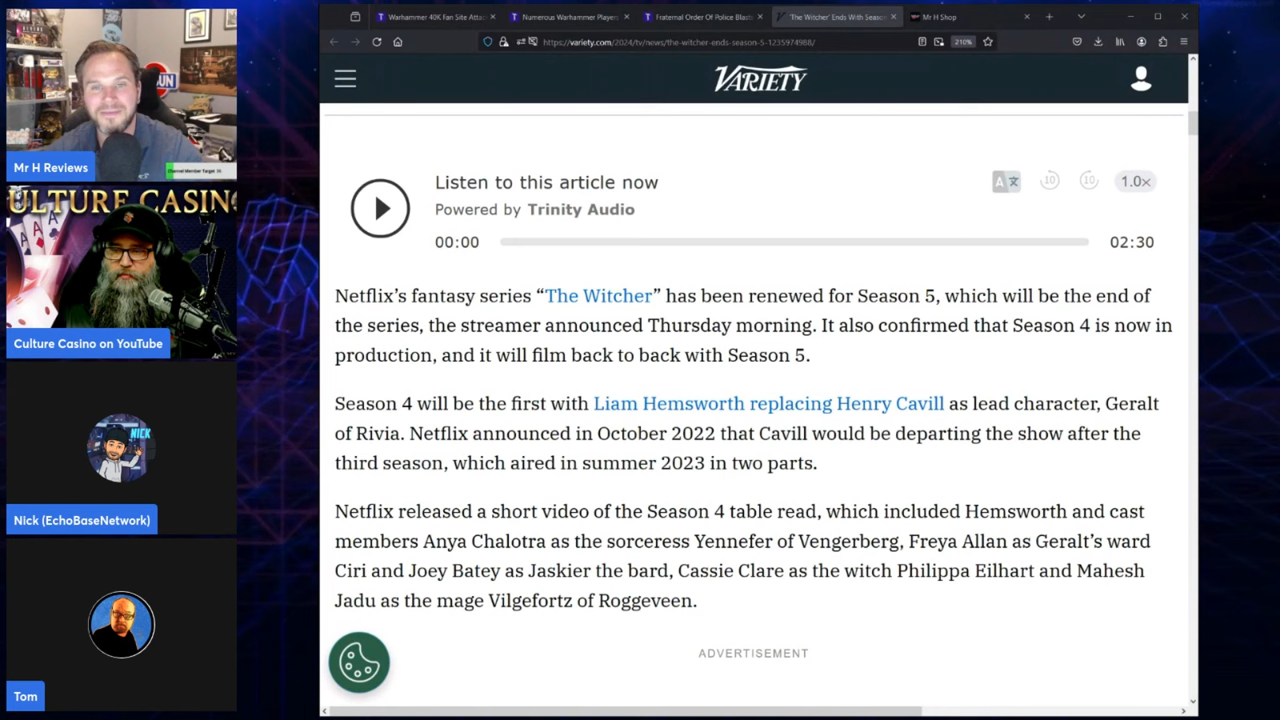 Warhammer 40K Fan Site Attac
Numerous Warhammer Players
Fraternal Order Of Police Blasts
'The Witcher' Ends With Season
Mr H Shop
https://variety.com/2024/tv/news/the-witcher-ends-season-5-1235974988/
210%
VARIETY
Listen to this article now
Powered by Trinity Audio
10
10
1.0×
00:00
02:30
Netflix's fantasy series “The Witcher” has been renewed for Season 5, which will be the end of
the series, the streamer announced Thursday morning. It also confirmed that Season 4 is now in
production, and it will film back to back with Season 5.
Season 4 will be the first with Liam Hemsworth replacing Henry Cavill as lead character, Geralt
of Rivia. Netflix announced in October 2022 that Cavill would be departing the show after the
third season, which aired in summer 2023 in two parts.
Netflix released a short video of the Season 4 table read, which included Hemsworth and cast
members Anya Chalotra as the sorceress Yennefer of Vengerberg, Freya Allan as Geralt’s ward
Ciri and Joey Batey as Jaskier the bard, Cassie Clare as the witch Philippa Eilhart and Mahesh
Jadu as the mage Vilgefortz of Roggeveen.
ADVERTISEMENT
Mr H Reviews
Channel Member Target
ULTURE CASIN
Culture Casino on YouTube
NICK
Nick (EchoBaseNetwork)
Tom